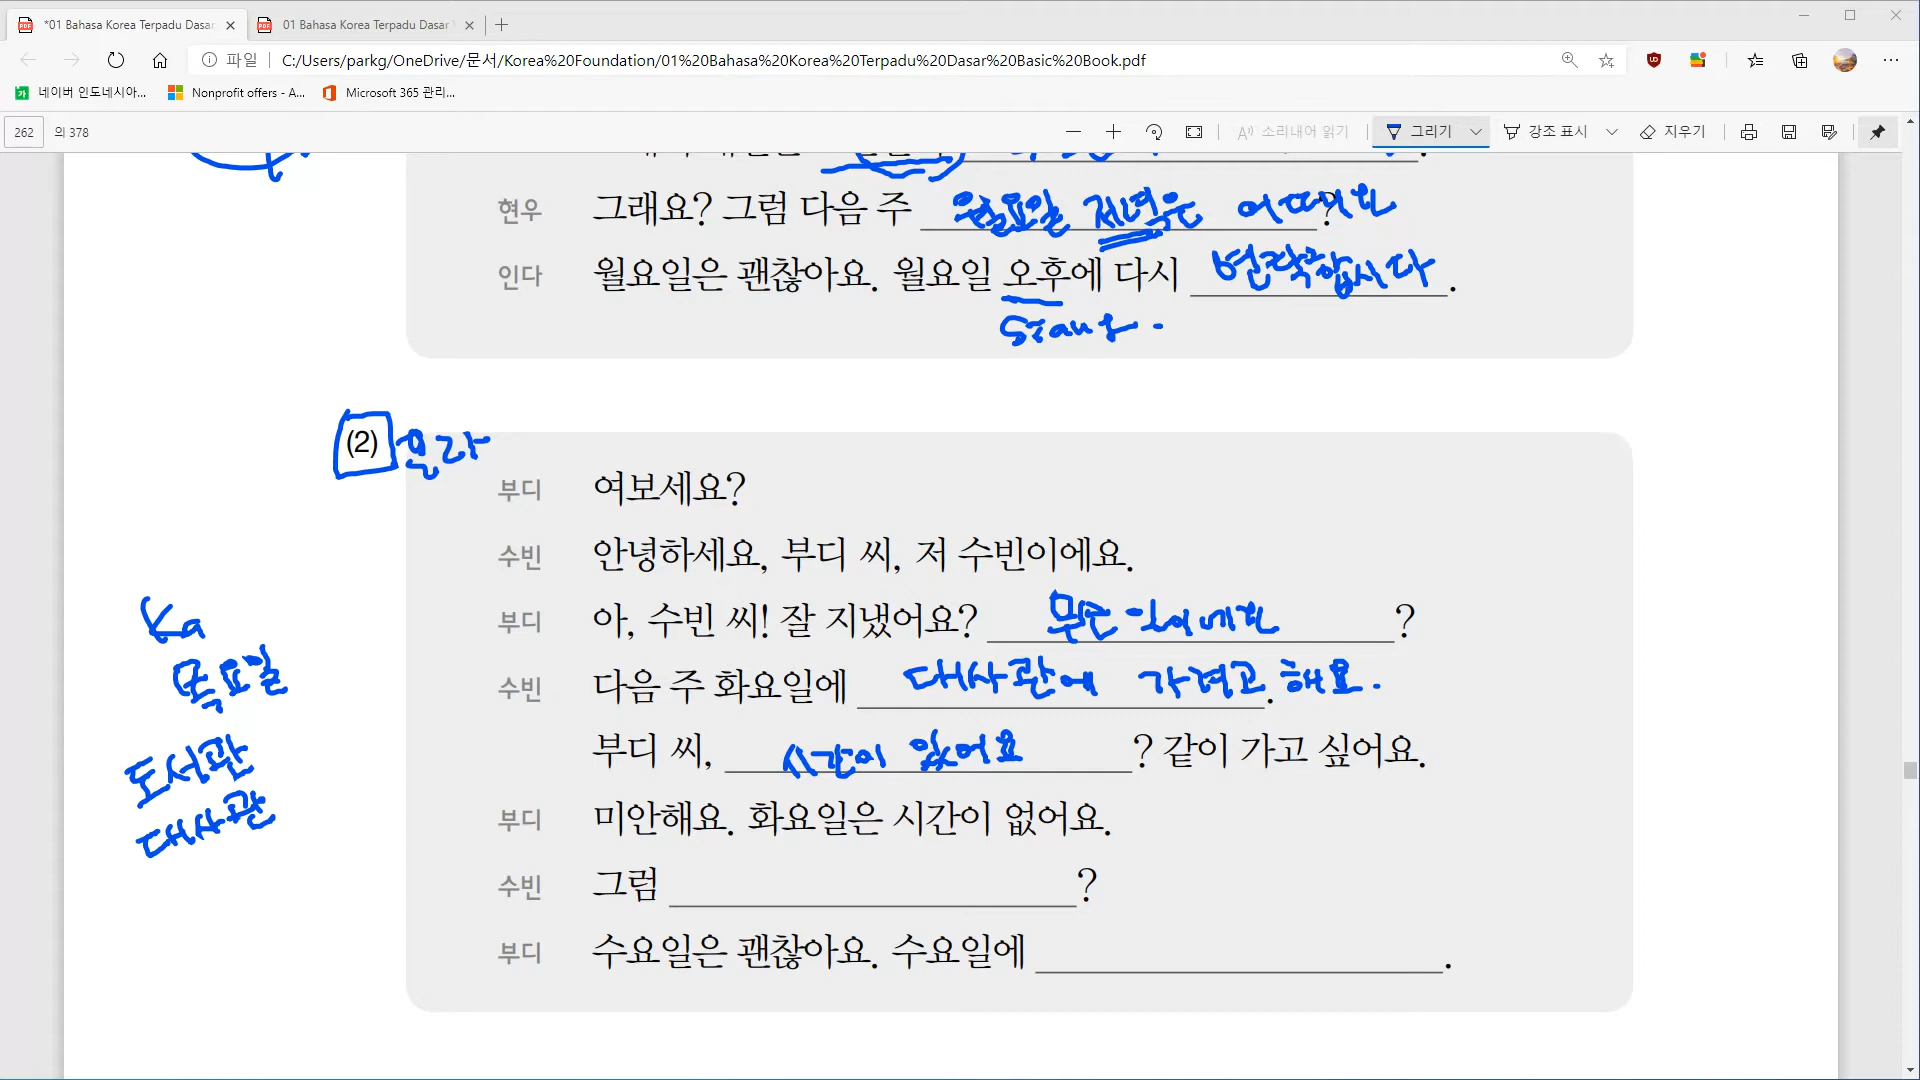 *01 Bahasa Korea Terpadu Dasar
01 Bahasa Korea Terpadu Dasar
파일 C:/Users/parkg/OneDrive/문서/Korea%20Foundation/01%20Bahasa%20Korea%20Terpadu%20Dasar%20Basic%20Book.pdf
네이버 인도네시아... Nonprofit offers - A... Microsoft 365 관리...
262 의 378 소리내어 읽기 그리기 강조 표시 지우기
현우 그래요? 그럼 다음 주 월요일 저녁은 어때요?
인다 월요일은 괜찮아요. 월요일 오후에 다시 연락합시다.
siang.
(2) 율라
부디 여보세요?
수빈 안녕하세요, 부디 씨, 저 수빈이에요.
부디 아, 수빈 씨! 잘 지냈어요? 무슨 일이에요?
Ka
목요일
수빈 다음 주 화요일에 대사관에 가려고 해요.
부디 씨, 시간이 있어요? 같이 가고 싶어요.
도서관
대사관
부디 미안해요. 화요일은 시간이 없어요.
수빈 그럼 ?
부디 수요일은 괜찮아요. 수요일에 .